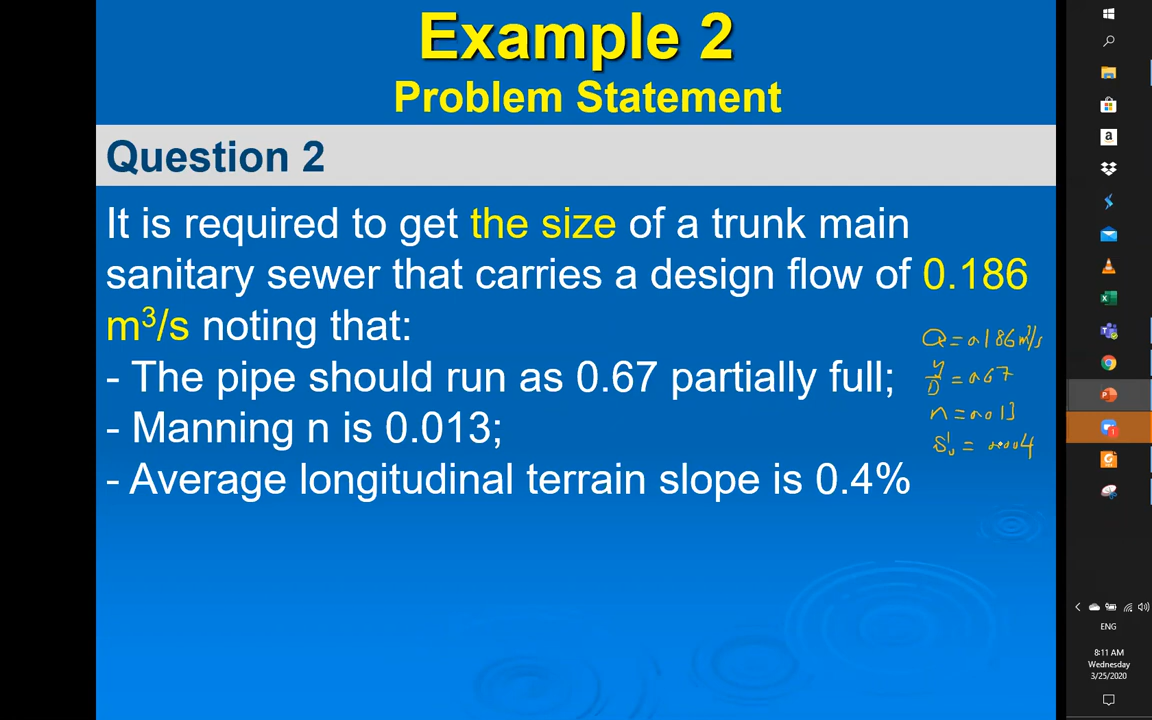 Example 2
Problem Statement
Question 2
It is required to get the size of a trunk main
sanitary sewer that carries a design flow of 0.186
m³/s noting that:
- The pipe should run as 0.67 partially full;
- Manning n is 0.013;
- Average longitudinal terrain slope is 0.4%
Q = 0.186 m³/s
y/D = 0.67
n = 0.013
= 0.004
ENG
8:11 AM
Wednesday
3/25/2020